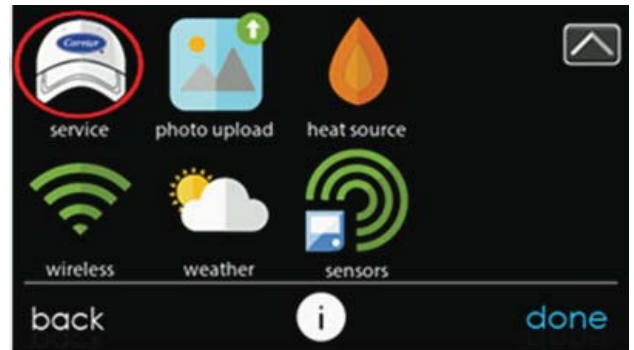 Carrier
service photo upload heat source
wireless weather sensors
back i done